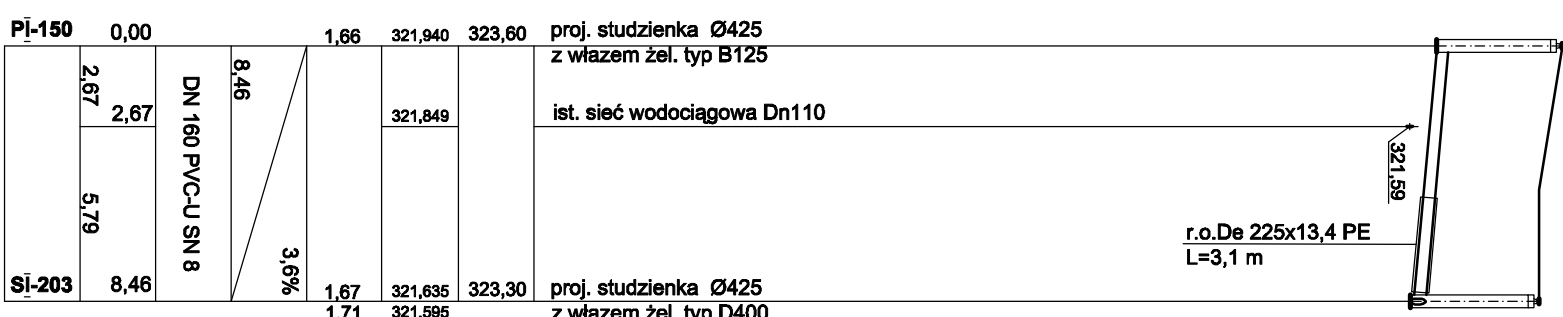 PĪ-150 0,00 1,66 321,940 323,60 proj. studzienka Ø425
z włazem żel. typ B125
2,67
8,46
2,67 321,849 ist. sieć wodociągowa Dn110
DN 160 PVC-U SN 8
321,59
5,79
r.o.De 225x13,4 PE
L=3,1 m
3,6%
SĪ-203 8,46 1,67 321,635 323,30 proj. studzienka Ø425
1,71 321,595 z włazem żel. typ D400